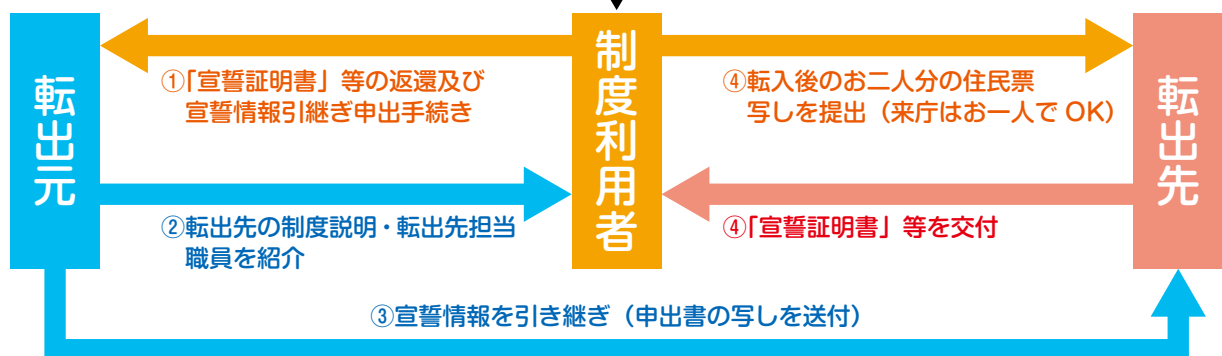 転出元
制度利用者
転出先
①「宣誓証明書」等の返還及び
宣誓情報引継ぎ申出手続き
④転入後のお二人分の住民票
写しを提出（来庁はお一人で OK）
②転出先の制度説明・転出先担当
職員を紹介
④「宣誓証明書」等を交付
③宣誓情報を引き継ぎ（申出書の写しを送付）